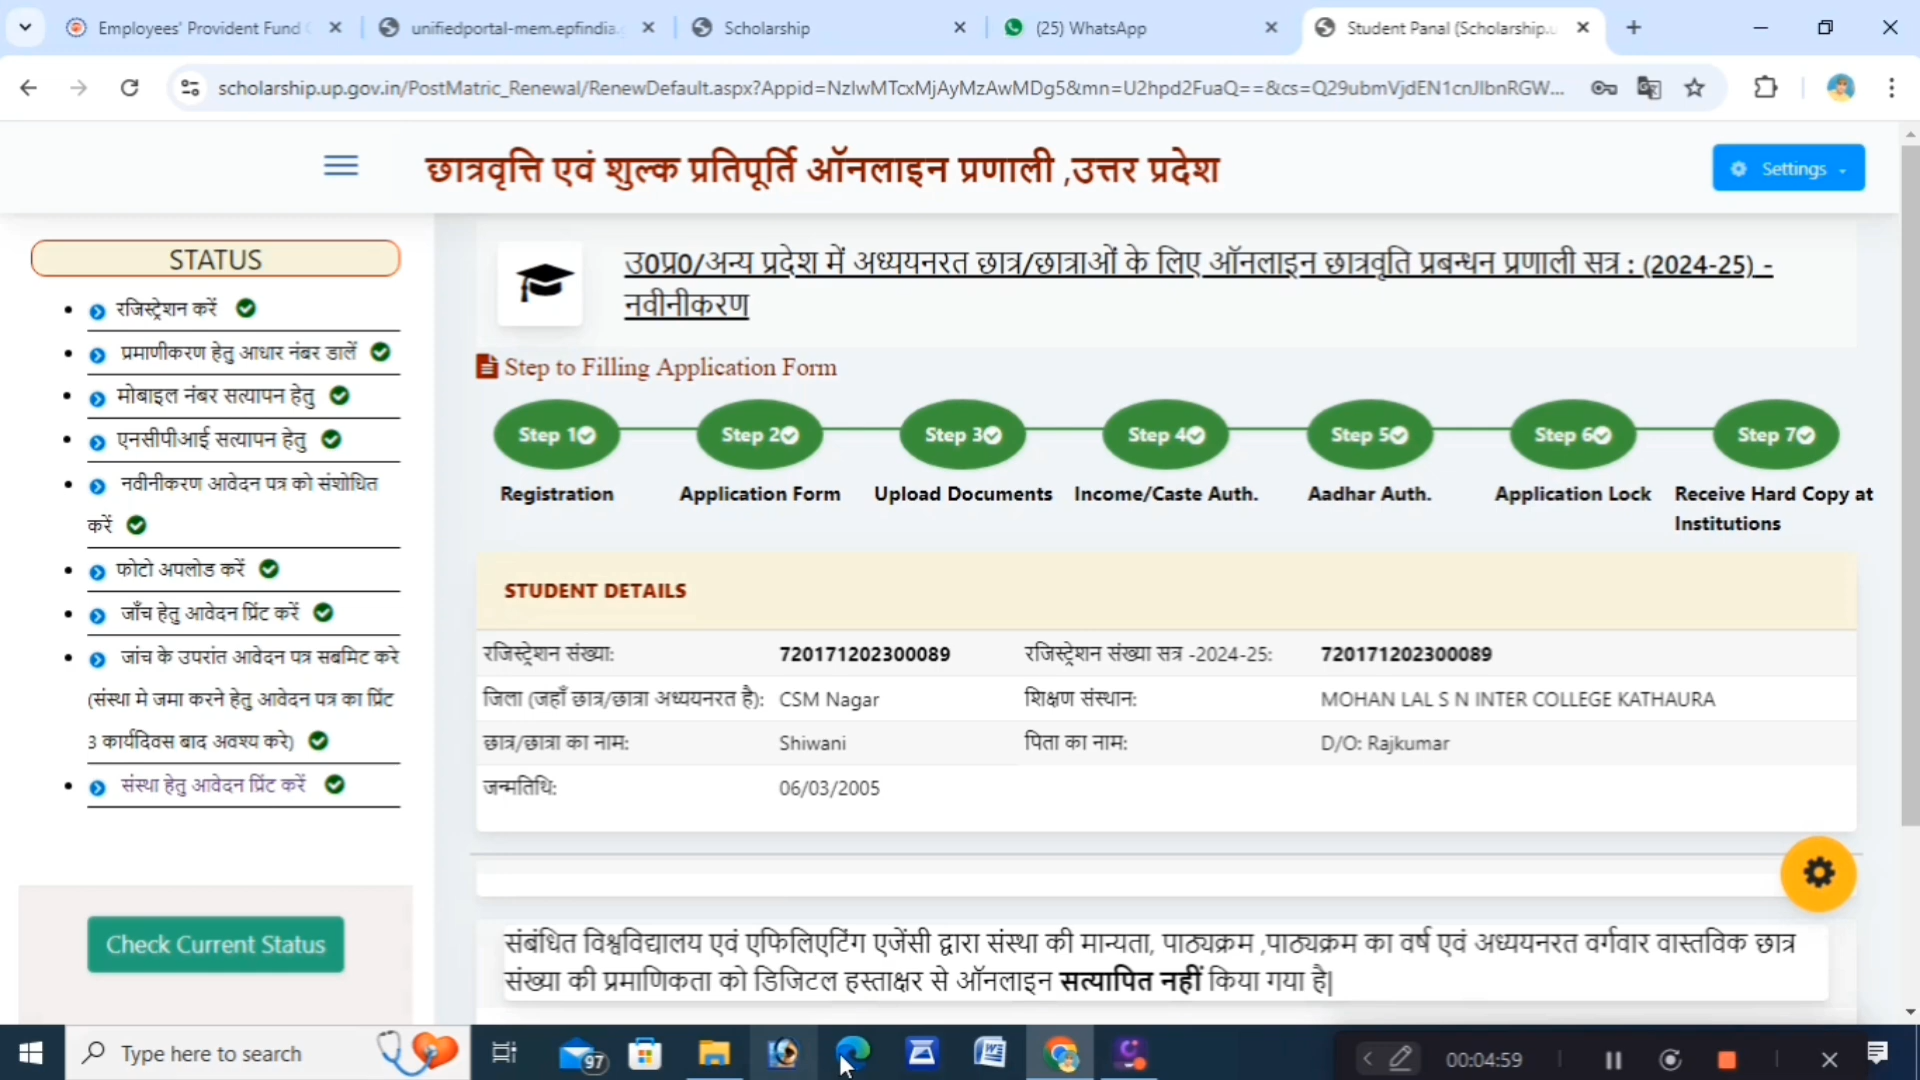 Employees' Provident Fund
unifiedportal-mem.epfindia.
Scholarship
(25) WhatsApp
Student Panal (Scholarship.u
scholarship.up.gov.in/PostMatric_Renewal/RenewDefault.aspx?Appid=NzIwMTcxMjAyMzAwMDg5&mn=U2hpd2FuaQ==&cs=Q29ubmVjdEN1cnJlbnRGW...
छात्रवृत्ति एवं शुल्क प्रतिपूर्ति ऑनलाइन प्रणाली ,उत्तर प्रदेश
Settings
STATUS
रजिस्ट्रेशन करें
प्रमाणीकरण हेतु आधार नंबर डालें
मोबाइल नंबर सत्यापन हेतु
एनसीपीआई सत्यापन हेतु
नवीनीकरण आवेदन पत्र को संशोधित
करें
फोटो अपलोड करें
जाँच हेतु आवेदन प्रिंट करें
जांच के उपरांत आवेदन पत्र सबमिट करे
(संस्था मे जमा करने हेतु आवेदन पत्र का प्रिंट
3 कार्यदिवस बाद अवश्य करे)
संस्था हेतु आवेदन प्रिंट करें
Check Current Status
उ0प्र0/अन्य प्रदेश में अध्ययनरत छात्र/छात्राओं के लिए ऑनलाइन छात्रवृति प्रबन्धन प्रणाली सत्र : (2024-25) -
नवीनीकरण
Step to Filling Application Form
Step 1 Step 2 Step 3 Step 4 Step 5 Step 6 Step 7
Registration Application Form Upload Documents Income/Caste Auth. Aadhar Auth. Application Lock Receive Hard Copy at
Institutions
STUDENT DETAILS
रजिस्ट्रेशन संख्या: 720171202300089 रजिस्ट्रेशन संख्या सत्र -2024-25: 720171202300089
जिला (जहाँ छात्र/छात्रा अध्ययनरत है): CSM Nagar शिक्षण संस्थान: MOHAN LAL S N INTER COLLEGE KATHAURA
छात्र/छात्रा का नाम: Shiwani पिता का नाम: D/O: Rajkumar
जन्मतिथि: 06/03/2005
संबंधित विश्वविद्यालय एवं एफिलिएटिंग एजेंसी द्वारा संस्था की मान्यता, पाठ्यक्रम ,पाठ्यक्रम का वर्ष एवं अध्ययनरत वर्गवार वास्तविक छात्र
संख्या की प्रमाणिकता को डिजिटल हस्ताक्षर से ऑनलाइन सत्यापित नहीं किया गया है|
Type here to search
97
00:04:59